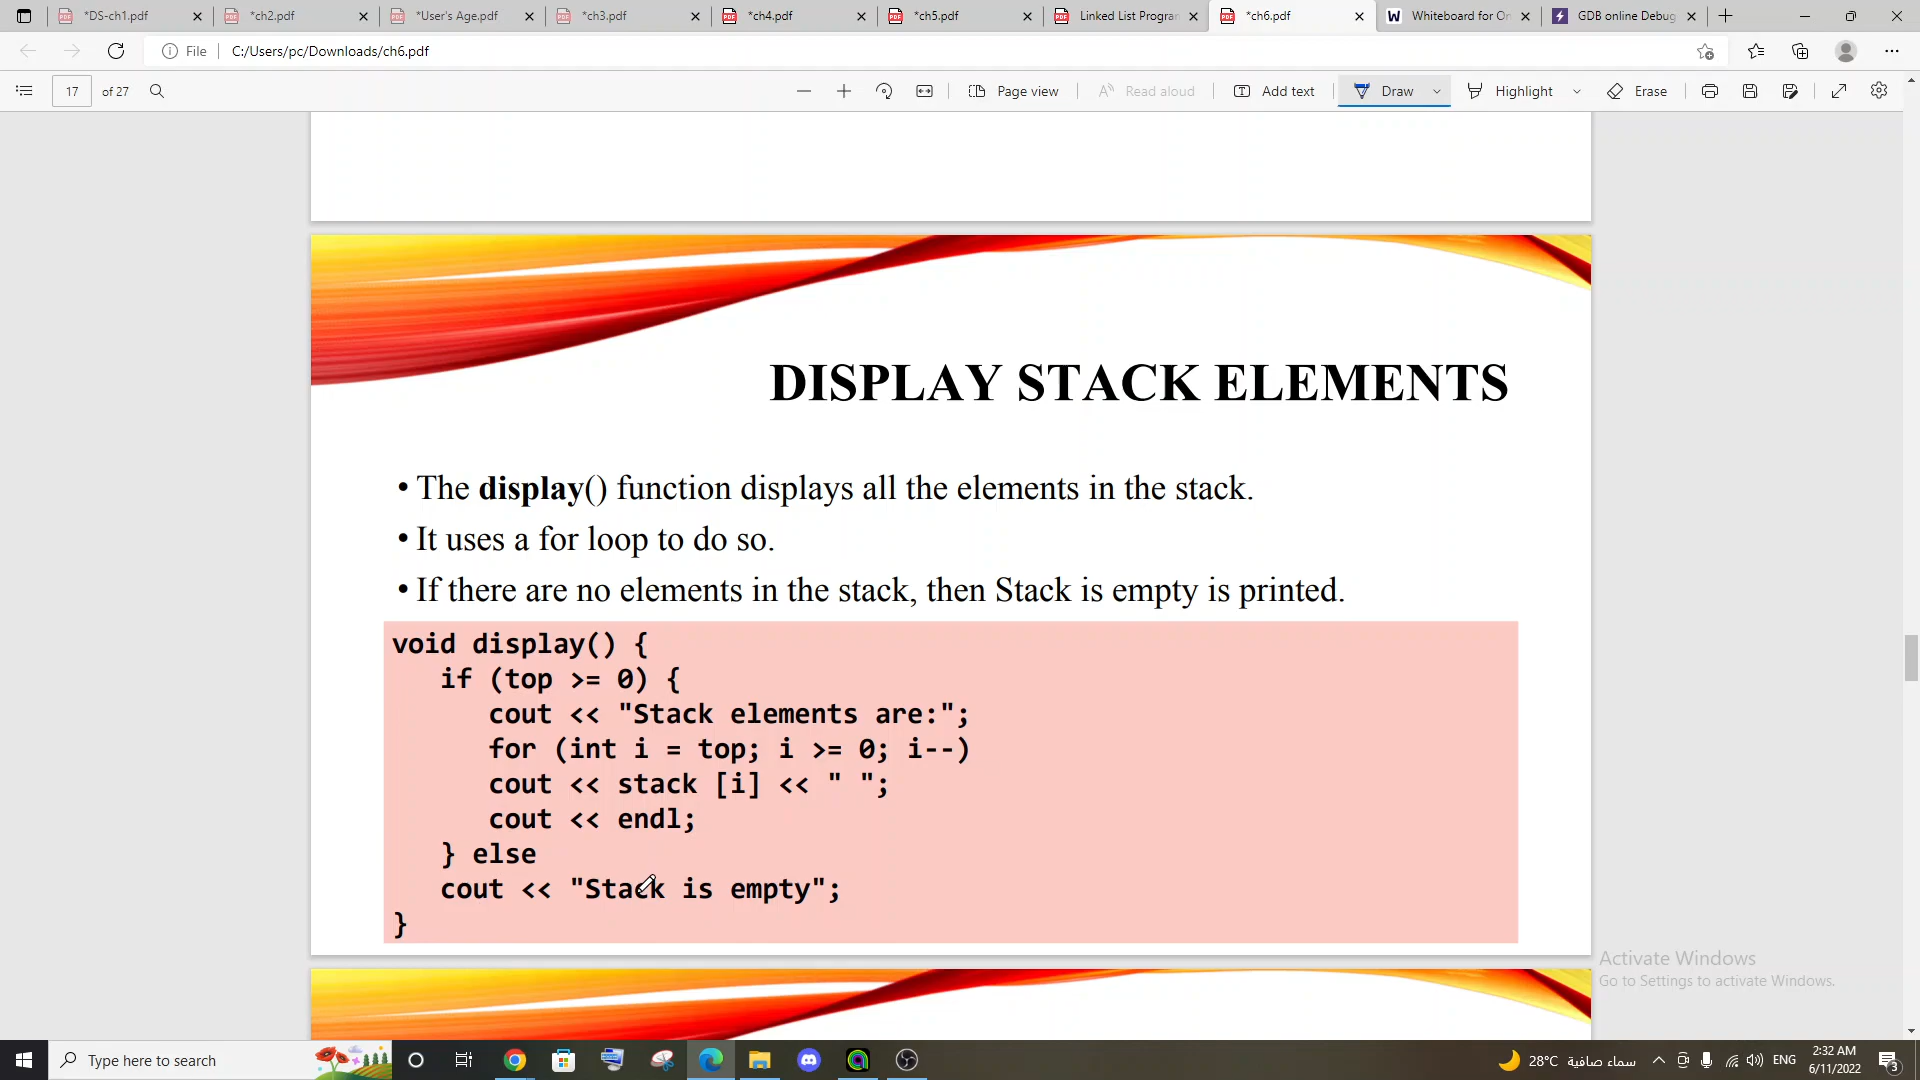 *DS-ch1.pdf
*ch2.pdf
*User's Age.pdf
*ch3.pdf
*ch4.pdf
*ch5.pdf
Linked List Progran
*ch6.pdf
Whiteboard for On
GDB online Debug
File
C:/Users/pc/Downloads/ch6.pdf
17 of 27
Page view
Read aloud
Add text
Draw
Highlight
Erase
DISPLAY STACK ELEMENTS
• The display() function displays all the elements in the stack.
• It uses a for loop to do so.
• If there are no elements in the stack, then Stack is empty is printed.
void display() {
if (top >= 0) {
cout << "Stack elements are:";
for (int i = top; i >= 0; i--)
cout << stack [i] << " ";
cout << endl;
} else
cout << "Stack is empty";
}
Activate Windows
Go to Settings to activate Windows.
Type here to search
28°C
سماء صافية
ENG
2:32 AM
6/11/2022
3